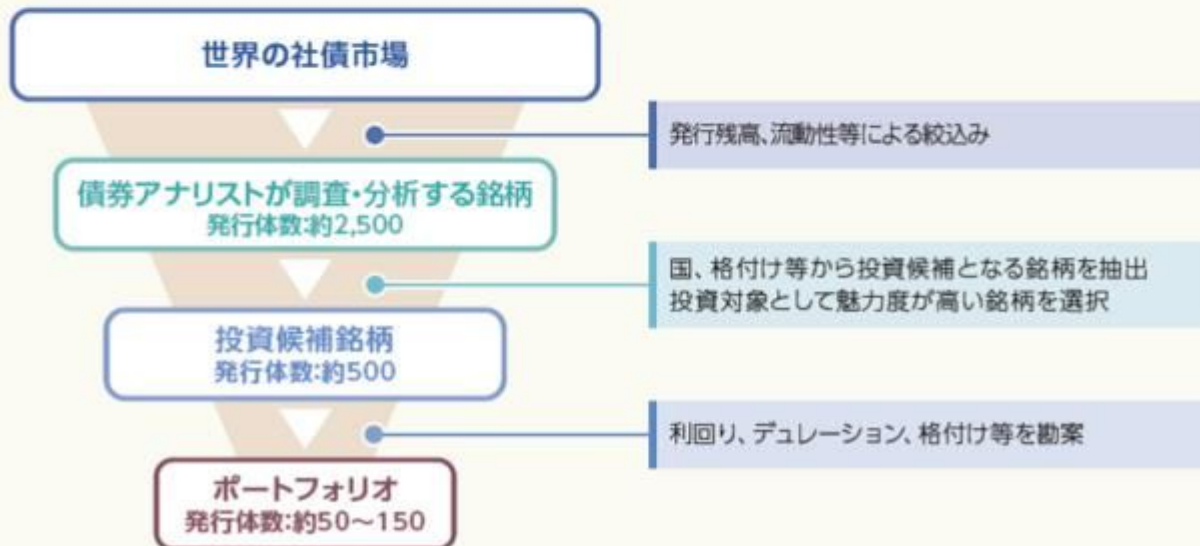 世界の社債市場
発行残高、流動性等による絞込み
債券アナリストが調査・分析する銘柄
発行体数:約2,500
国、格付け等から投資候補となる銘柄を抽出
投資対象として魅力度が高い銘柄を選択
投資候補銘柄
発行体数:約500
利回り、デュレーション、格付け等を勘案
ポートフォリオ
発行体数:約50~150